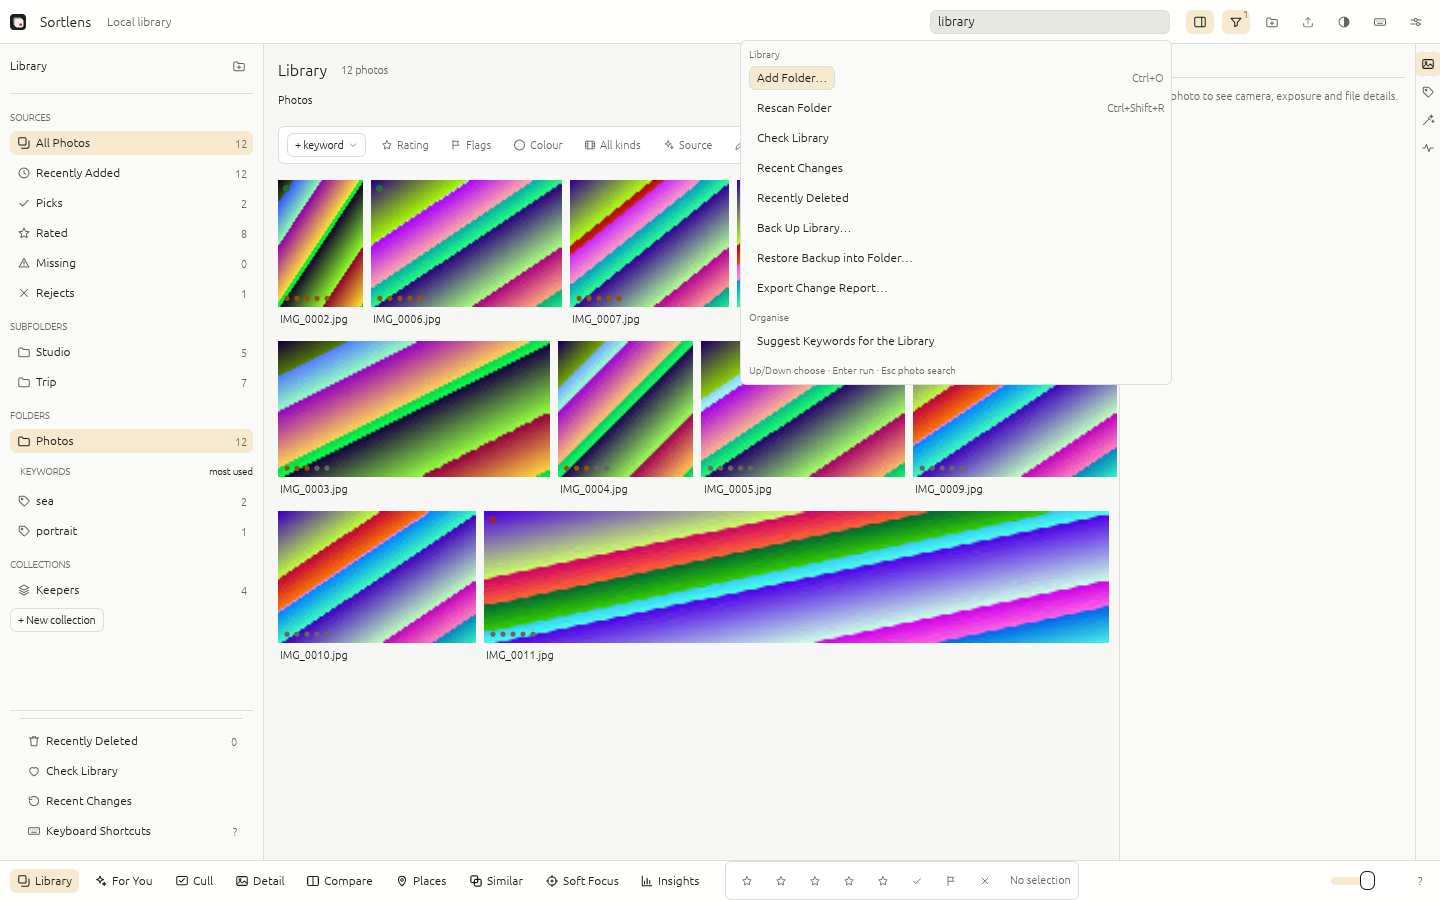 Sortlens Local library library 1
Library
SOURCES
All Photos 12
Recently Added 12
Picks 2
Rated 8
Missing 0
Rejects 1
SUBFOLDERS
Studio 5
Trip 7
FOLDERS
Photos 12
KEYWORDS most used
sea 2
portrait 1
COLLECTIONS
Keepers 4
+ New collection
Recently Deleted 0
Check Library
Recent Changes
Keyboard Shortcuts ?
Library 12 photos
Photos
+ keyword Rating Flags Colour All kinds Source
IMG_0002.jpg IMG_0006.jpg IMG_0007.jpg
IMG_0003.jpg IMG_0004.jpg IMG_0005.jpg IMG_0009.jpg
IMG_0010.jpg IMG_0011.jpg
Library
Add Folder… Ctrl+O
Rescan Folder Ctrl+Shift+R
Check Library
Recent Changes
Recently Deleted
Back Up Library…
Restore Backup into Folder…
Export Change Report…
Organise
Suggest Keywords for the Library
Up/Down choose · Enter run · Esc photo search
photo to see camera, exposure and file details.
Library For You Cull Detail Compare Places Similar Soft Focus Insights No selection ?